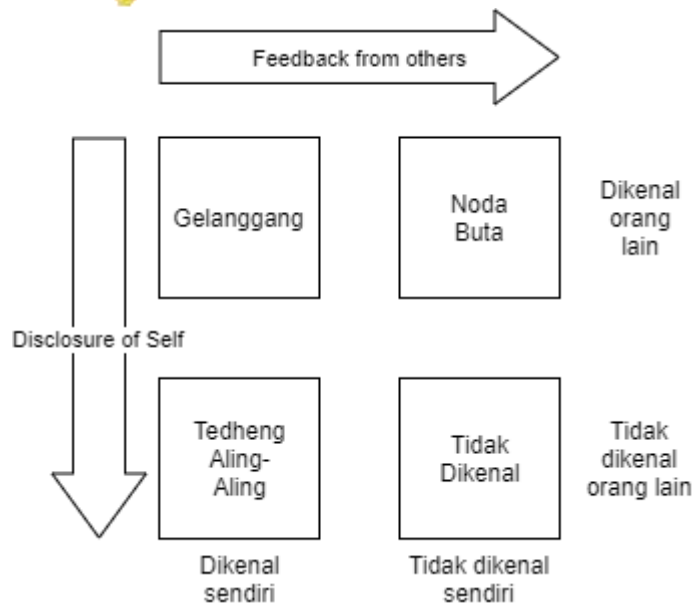 Feedback from others
Gelanggang
Noda
Buta
Dikenal
orang
lain
Disclosure of Self
Tedheng
Aling-
Aling
Tidak
Dikenal
Tidak
dikenal
orang lain
Dikenal
sendiri
Tidak dikenal
sendiri